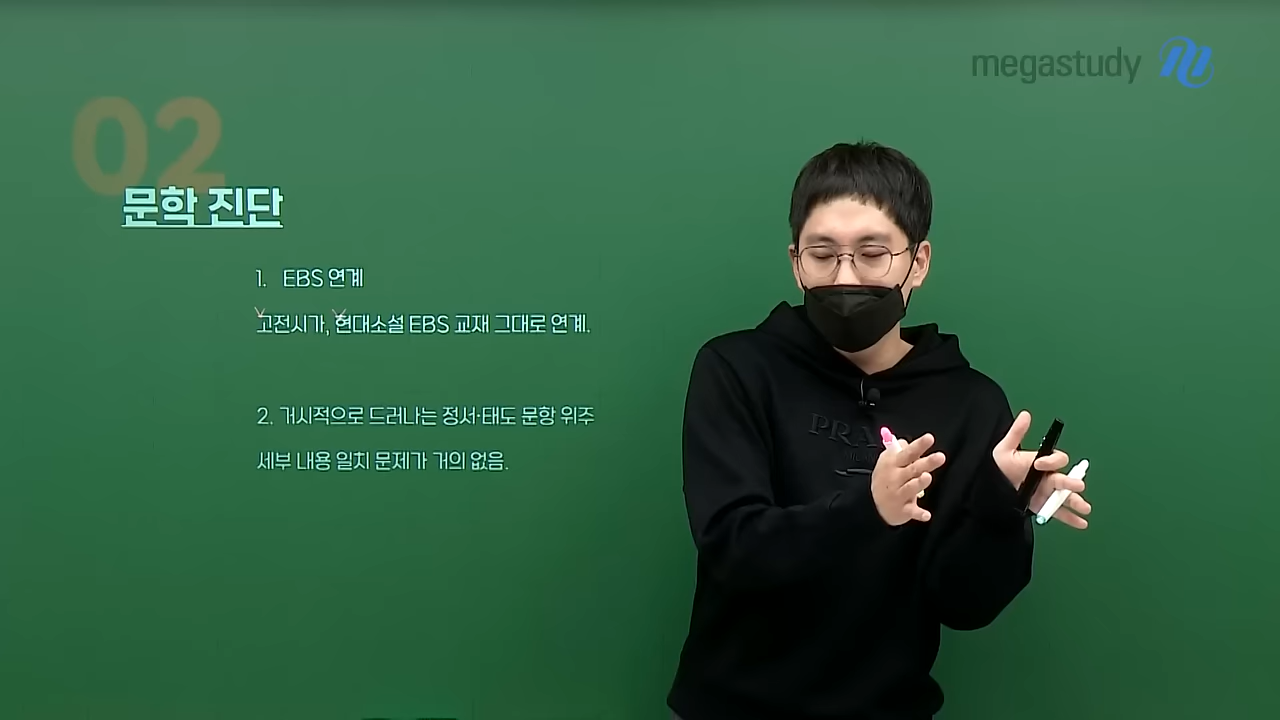 megastudy
02
문학 진단
1. EBS 연계
고전시가, 현대소설 EBS 교재 그대로 연계.
2. 거시적으로 드러나는 정서·태도 문항 위주
세부 내용 일치 문제가 거의 없음.